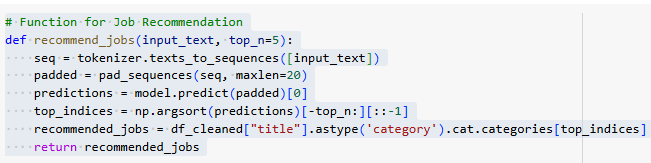 # Function for Job Recommendation
def recommend_jobs(input_text, top_n=5):
    seq = tokenizer.texts_to_sequences([input_text])
    padded = pad_sequences(seq, maxlen=20)
    predictions = model.predict(padded)[0]
    top_indices = np.argsort(predictions)[-top_n:][::-1]
    recommended_jobs = df_cleaned["title"].astype('category').cat.categories[top_indices]
    return recommended_jobs